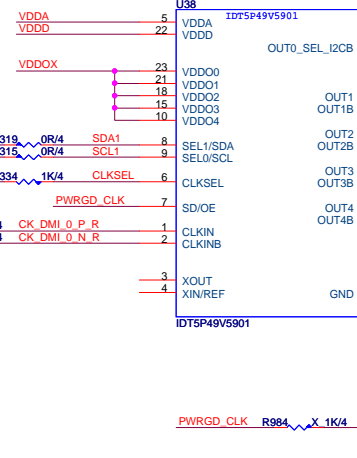 U38
VDDA 5 VDDA IDT5P49V5901
VDDD 22 VDDD
OUT0_SEL_I2CB
VDDOX 23 VDDO0
21 VDDO1
18 VDDO2 OUT1
15 VDDO3 OUT1B
10 VDDO4
OUT2
319 0R/4 SDA1 8 SEL1/SDA OUT2B
315 0R/4 SCL1 9 SEL0/SCL
OUT3
334 1K/4 CLKSEL 6 CLKSEL OUT3B
PWRGD_CLK 7 SD/OE OUT4
OUT4B
CK_DMI_0_P_R 1 CLKIN
CK_DMI_0_N_R 2 CLKINB
3 XOUT
4 XIN/REF GND
IDT5P49V5901
PWRGD_CLK R984 X_1K/4